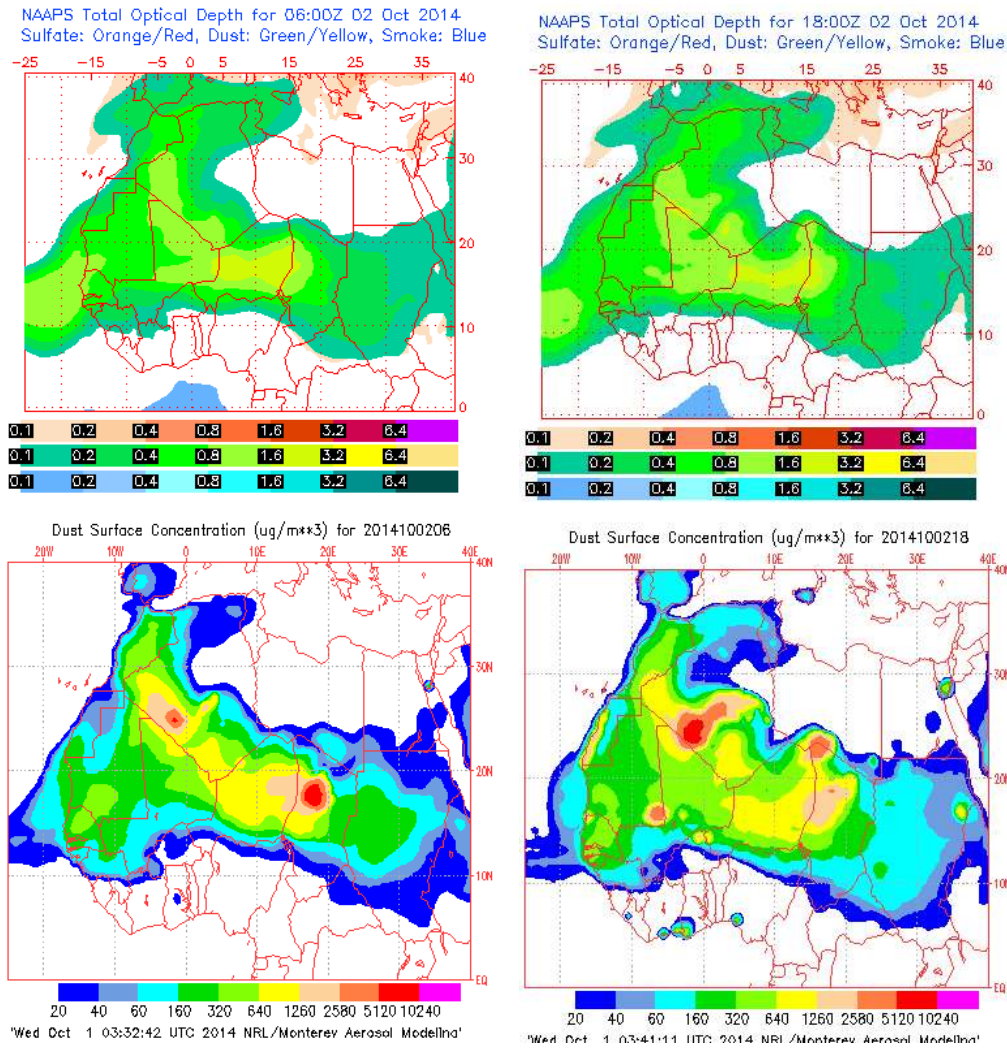 NAAPS Total Optical Depth for 06:00Z 02 Oct 2014
Sulfate: Orange/Red, Dust: Green/Yellow, Smoke: Blue
-25 -15 -5 0 5 15 25 35
40
30
20
10
0
0.1 0.2 0.4 0.8 1.6 3.2 6.4
0.1 0.2 0.4 0.8 1.6 3.2 6.4
0.1 0.2 0.4 0.8 1.6 3.2 6.4
NAAPS Total Optical Depth for 18:00Z 02 Oct 2014
Sulfate: Orange/Red, Dust: Green/Yellow, Smoke: Blue
-25 -15 -5 0 5 15 25 35
40
30
20
10
0
0.1 0.2 0.4 0.8 1.6 3.2 6.4
0.1 0.2 0.4 0.8 1.6 3.2 6.4
0.1 0.2 0.4 0.8 1.6 3.2 6.4
Dust Surface Concentration (ug/m**3) for 2014100206
20W 10W 0 10E 20E 30E 40E
40N
30N
20N
10N
EQ
20 40 60 160 320 640 1260 2580 5120 10240
'Wed Oct 1 03:32:42 UTC 2014 NRL/Monterey Aerosol Modeling'
Dust Surface Concentration (ug/m**3) for 2014100218
20W 10W 0 10E 20E 30E 40E
40N
30N
20N
10N
EQ
20 40 60 160 320 640 1260 2580 5120 10240
'Wed Oct 1 03:41:11 UTC 2014 NRL/Monterey Aerosol Modeling'